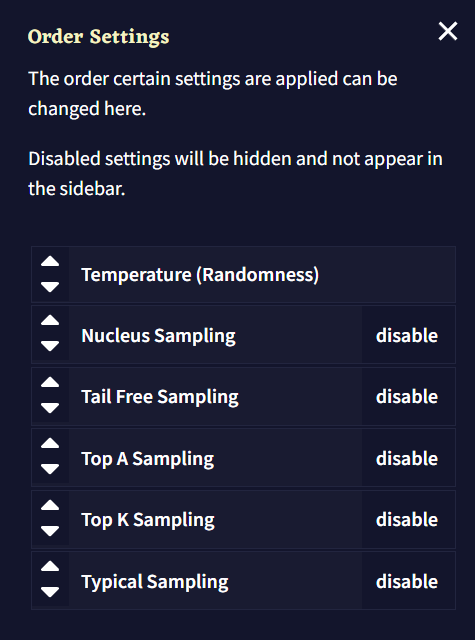 Order Settings
The order certain settings are applied can be
changed here.
Disabled settings will be hidden and not appear in
the sidebar.
Temperature (Randomness)
Nucleus Sampling disable
Tail Free Sampling disable
Top A Sampling disable
Top K Sampling disable
Typical Sampling disable